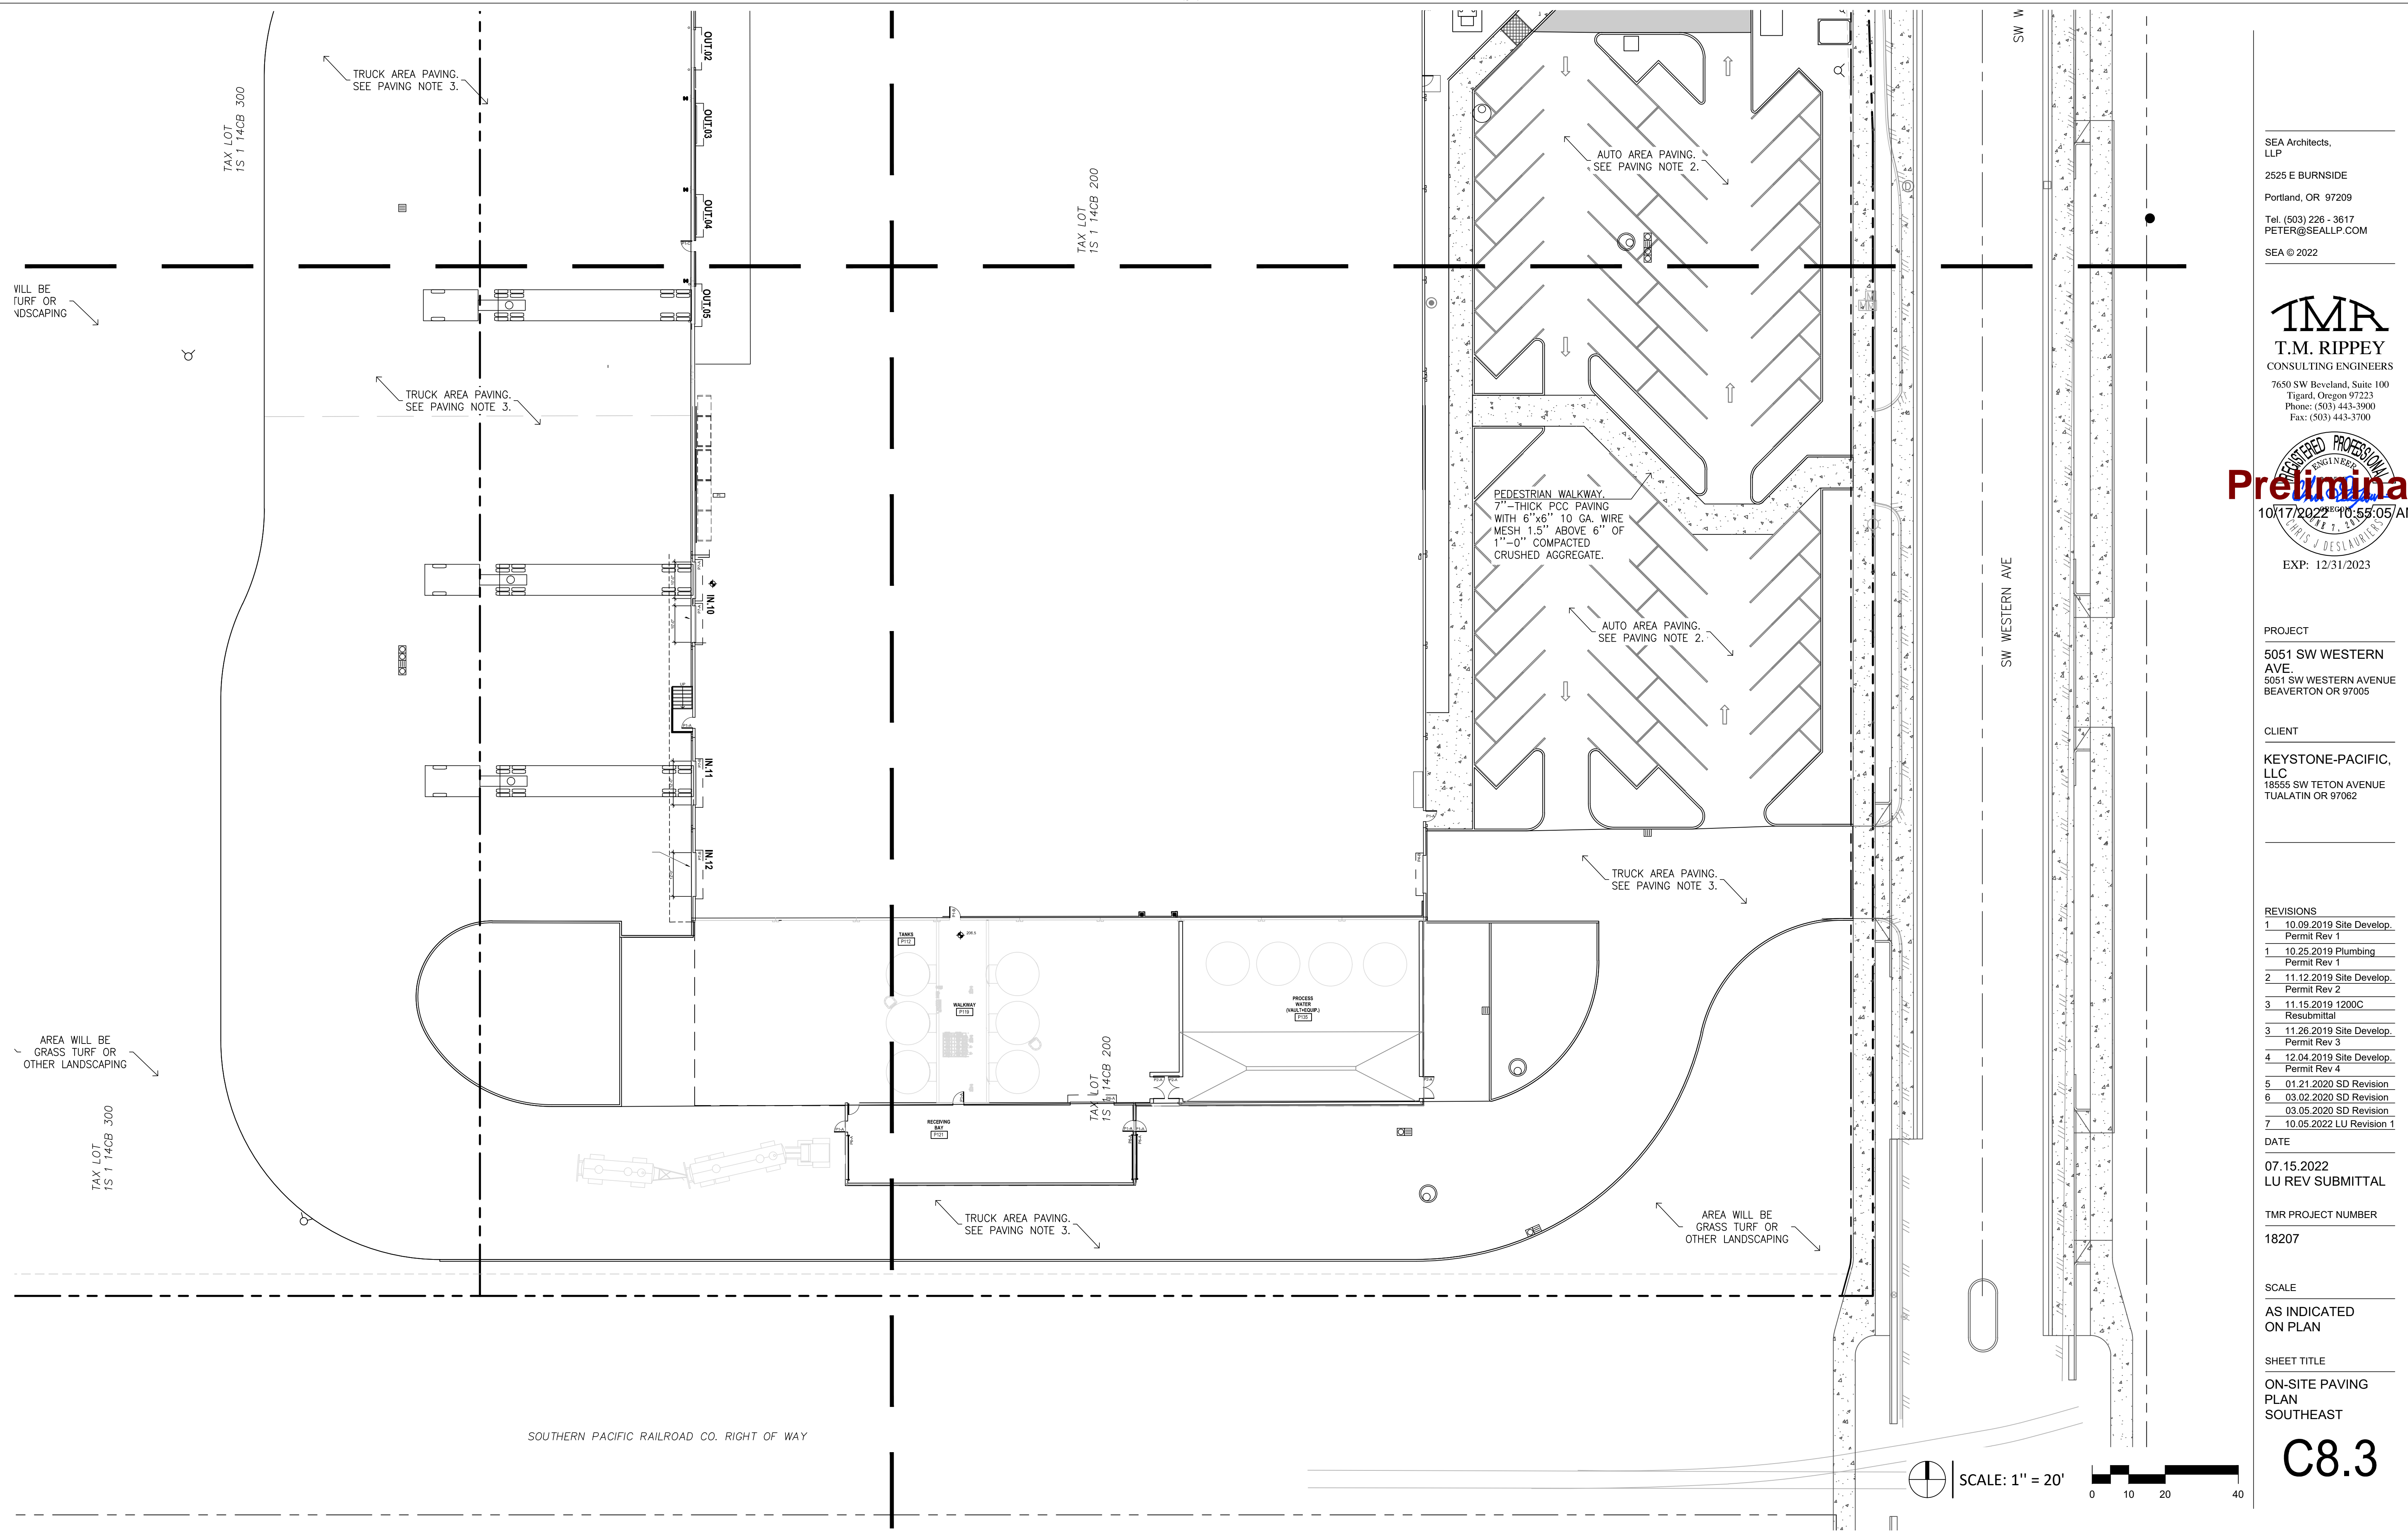 TRUCK AREA PAVING.
SEE PAVING NOTE 3.
TAX LOT
1S 1 14CB 300
OUT.02
OUT.03
OUT.04
OUT.05
TAX LOT
1S 1 14CB 200
AUTO AREA PAVING.
SEE PAVING NOTE 2.
SW W
WILL BE
TURF OR
NDSCAPING
TRUCK AREA PAVING.
SEE PAVING NOTE 3.
PEDESTRIAN WALKWAY.
7''-THICK PCC PAVING
WITH 6''x6'' 10 GA. WIRE
MESH 1.5'' ABOVE 6'' OF
1''-0'' COMPACTED
CRUSHED AGGREGATE.
SW WESTERN AVE
IN.10
UP
IN.11
IN.12
AUTO AREA PAVING.
SEE PAVING NOTE 2.
TRUCK AREA PAVING.
SEE PAVING NOTE 3.
TANKS
P112
206.5
WALKWAY
P119
PROCESS
WATER
(VAULT+EQUIP.)
P135
TAX LOT
1S 1 14CB 200
RECEIVING
BAY
P121
AREA WILL BE
GRASS TURF OR
OTHER LANDSCAPING
TAX LOT
1S 1 14CB 300
TRUCK AREA PAVING.
SEE PAVING NOTE 3.
AREA WILL BE
GRASS TURF OR
OTHER LANDSCAPING
SOUTHERN PACIFIC RAILROAD CO. RIGHT OF WAY
SCALE: 1'' = 20'
0 10 20 40
SEA Architects,
LLP
2525 E BURNSIDE
Portland, OR 97209
Tel. (503) 226 - 3617
PETER@SEALLP.COM
SEA © 2022
TMR
T.M. RIPPEY
CONSULTING ENGINEERS
7650 SW Beveland, Suite 100
Tigard, Oregon 97223
Phone: (503) 443-3900
Fax: (503) 443-3700
REGISTERED PROFESSIONAL
ENGINEER
Prelimina
OREGON
10/17/2022 10:55:05 AM
CHRIS J DESLAURIERS
EXP: 12/31/2023
PROJECT
5051 SW WESTERN
AVE.
5051 SW WESTERN AVENUE
BEAVERTON OR 97005
CLIENT
KEYSTONE-PACIFIC,
LLC
18555 SW TETON AVENUE
TUALATIN OR 97062
REVISIONS
1 10.09.2019 Site Develop.
Permit Rev 1
1 10.25.2019 Plumbing
Permit Rev 1
2 11.12.2019 Site Develop.
Permit Rev 2
3 11.15.2019 1200C
Resubmittal
3 11.26.2019 Site Develop.
Permit Rev 3
4 12.04.2019 Site Develop.
Permit Rev 4
5 01.21.2020 SD Revision
6 03.02.2020 SD Revision
03.05.2020 SD Revision
7 10.05.2022 LU Revision 1
DATE
07.15.2022
LU REV SUBMITTAL
TMR PROJECT NUMBER
18207
SCALE
AS INDICATED
ON PLAN
SHEET TITLE
ON-SITE PAVING
PLAN
SOUTHEAST
C8.3